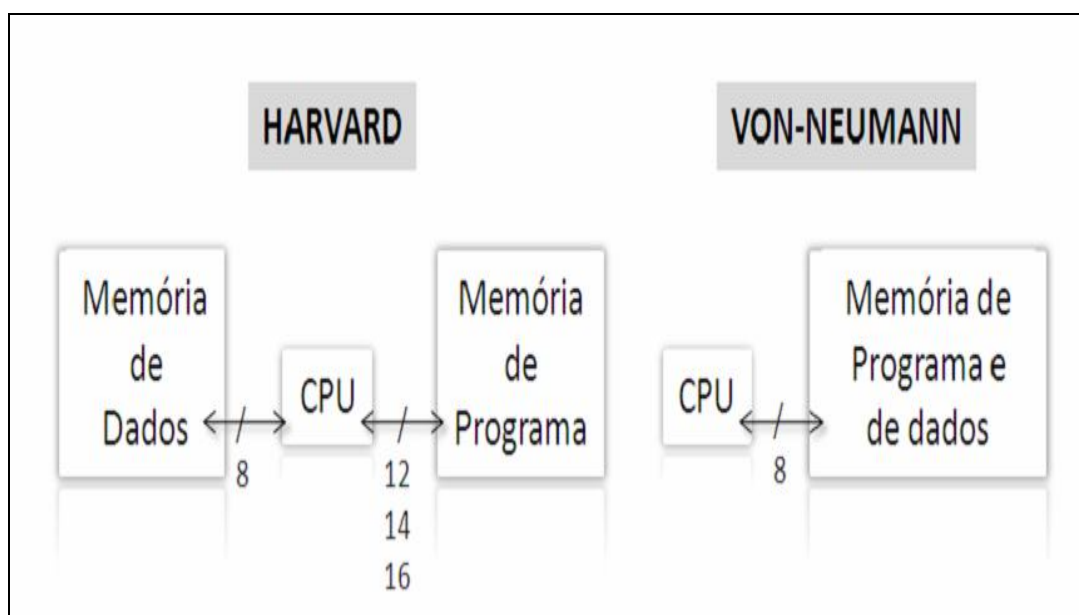 HARVARD
VON-NEUMANN
Memória
de
Dados
8
CPU
12
14
16
Memória
de
Programa
CPU
8
Memória de
Programa e
de dados